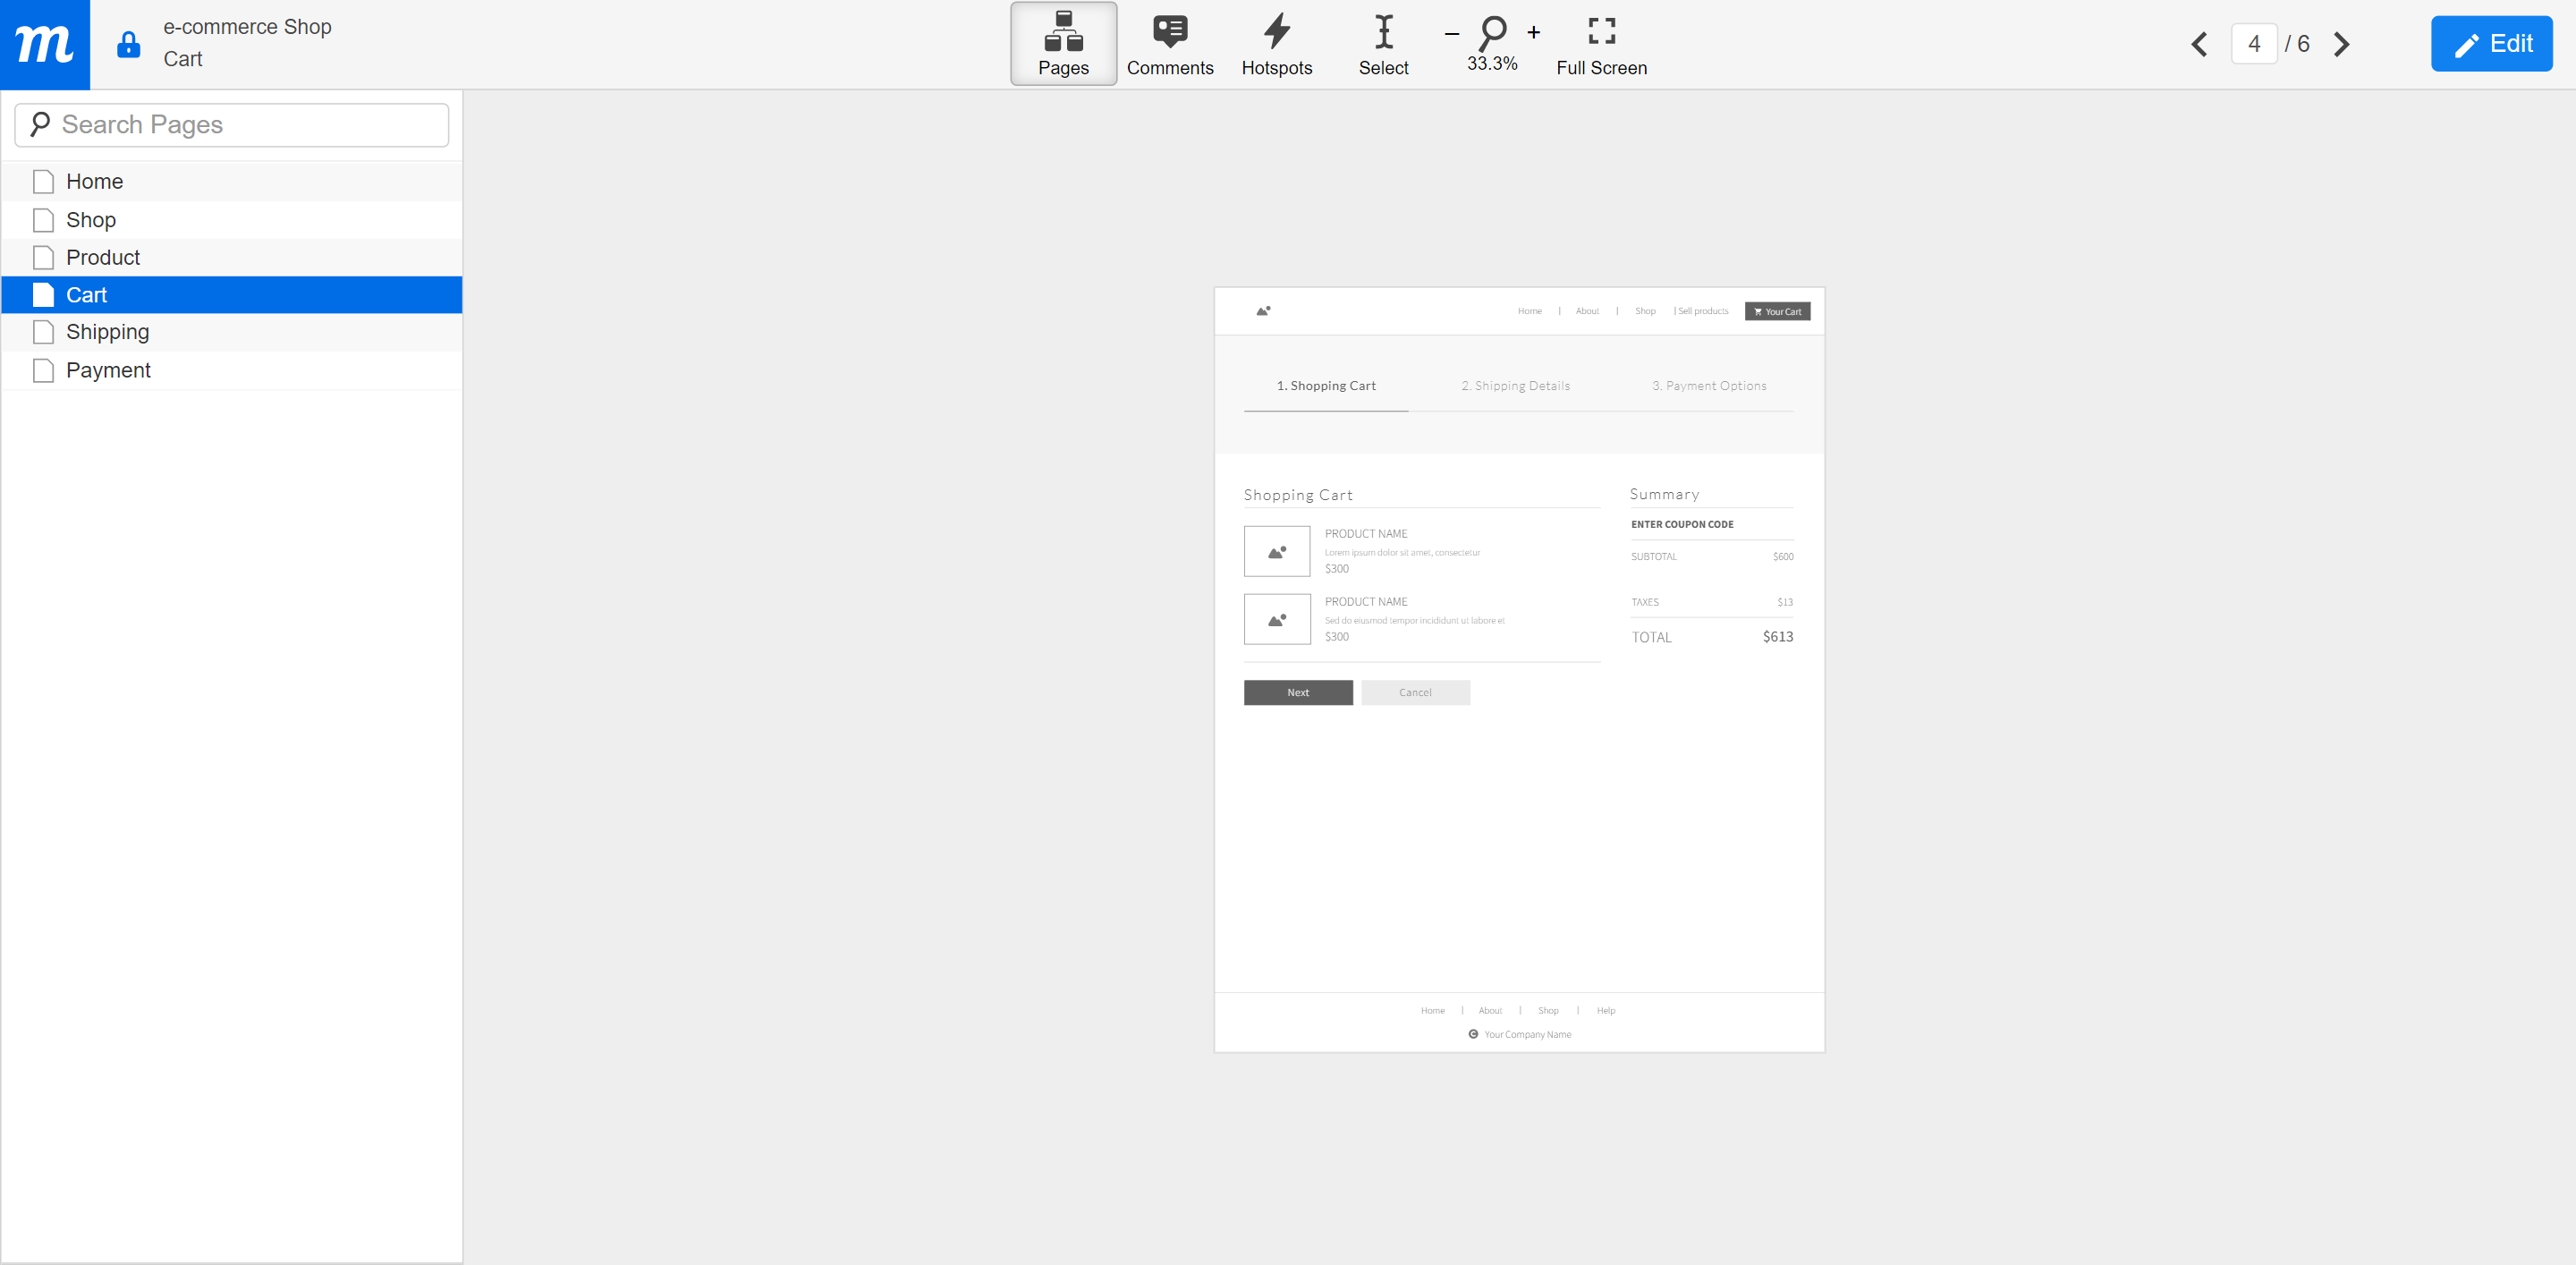 m
e-commerce Shop
Cart
Pages
Comments
Hotspots
Select
– 33.3% +
Full Screen
4 / 6
Edit
Search Pages
Home
Shop
Product
Cart
Shipping
Payment
Home | About | Shop | Sell products Your Cart
1. Shopping Cart 2. Shipping Details 3. Payment Options
Shopping Cart
PRODUCT NAME
Lorem ipsum dolor sit amet, consectetur
$300
PRODUCT NAME
Sed do eiusmod tempor incididunt ut labore et
$300
Next Cancel
Summary
ENTER COUPON CODE
SUBTOTAL $600
TAXES $13
TOTAL $613
Home | About | Shop | Help
C Your Company Name